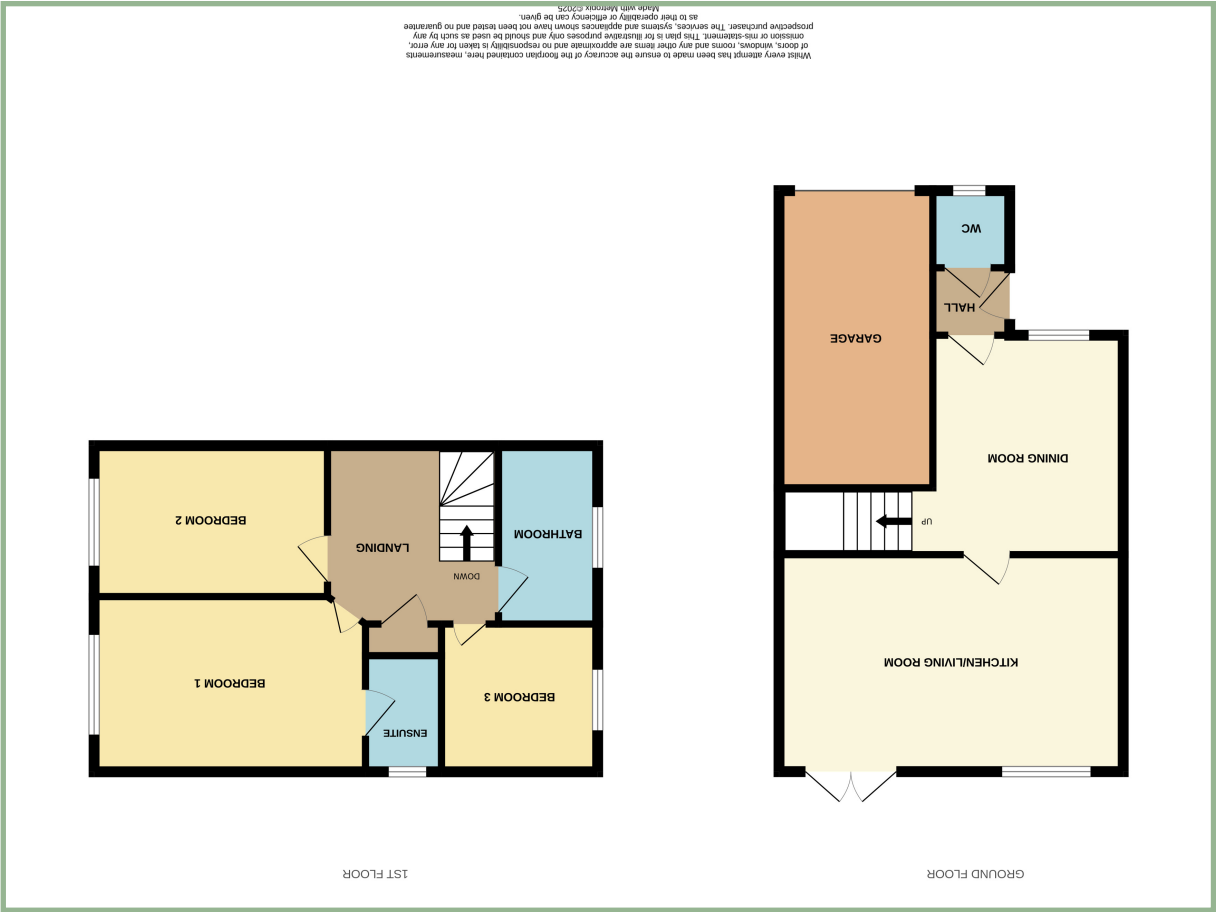 GROUND FLOOR
1ST FLOOR
KITCHEN/LIVING ROOM
UP
DINING ROOM
GARAGE
HALL
WC
ENSUITE
BEDROOM 3
BEDROOM 1
DOWN
LANDING
BATHROOM
BEDROOM 2
Whilst every attempt has been made to ensure the accuracy of the floorplan contained here, measurements
of doors, windows, rooms and any other items are approximate and no responsibility is taken for any error,
omission or mis-statement. This plan is for illustrative purposes only and should be used as such by any
prospective purchaser. The services, systems and appliances shown have not been tested and no guarantee
as to their operability or efficiency can be given.
Made with Metropix ©2025